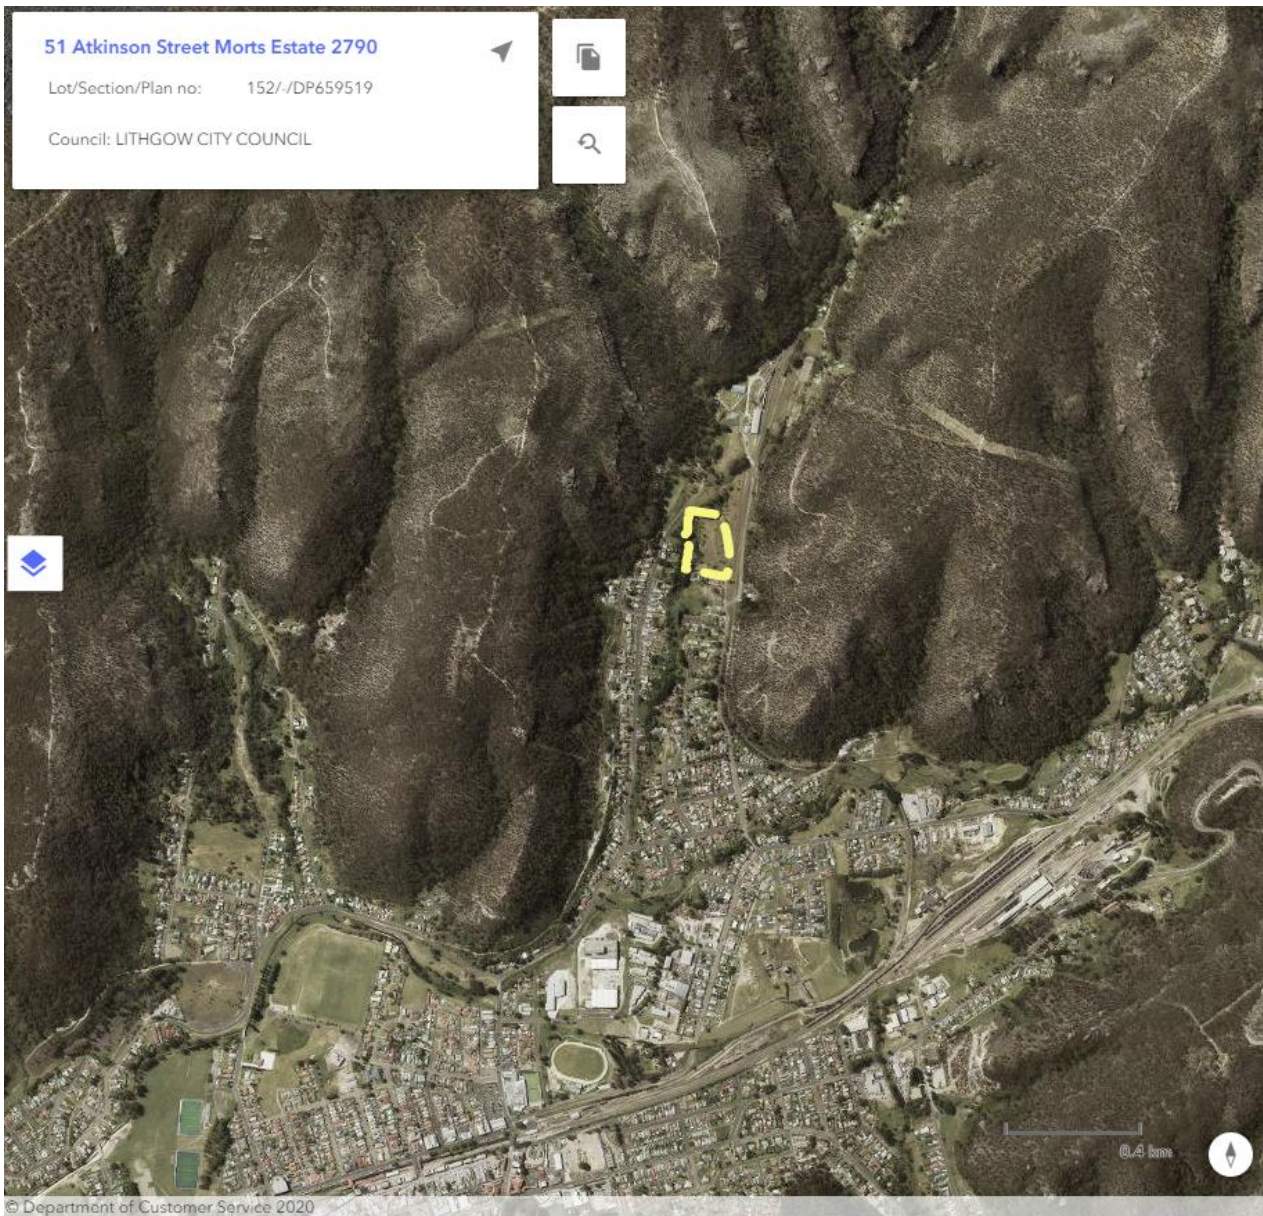 51 Atkinson Street Morts Estate 2790
Lot/Section/Plan no: 152/-/DP659519
Council: LITHGOW CITY COUNCIL
0.4 km
© Department of Customer Service 2020